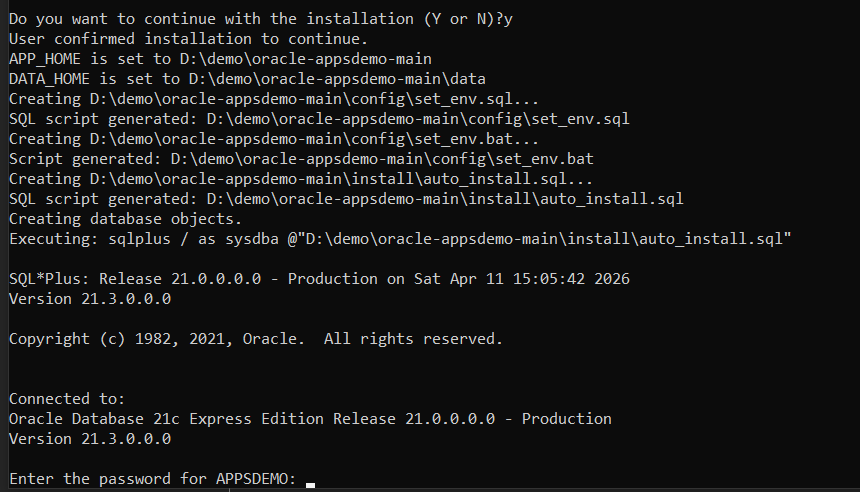 Do you want to continue with the installation (Y or N)?y
User confirmed installation to continue.
APP_HOME is set to D:\demo\oracle-appsdemo-main
DATA_HOME is set to D:\demo\oracle-appsdemo-main\data
Creating D:\demo\oracle-appsdemo-main\config\set_env.sql...
SQL script generated: D:\demo\oracle-appsdemo-main\config\set_env.sql
Creating D:\demo\oracle-appsdemo-main\config\set_env.bat...
Script generated: D:\demo\oracle-appsdemo-main\config\set_env.bat
Creating D:\demo\oracle-appsdemo-main\install\auto_install.sql...
SQL script generated: D:\demo\oracle-appsdemo-main\install\auto_install.sql
Creating database objects.
Executing: sqlplus / as sysdba @"D:\demo\oracle-appsdemo-main\install\auto_install.sql"
SQL*Plus: Release 21.0.0.0.0 - Production on Sat Apr 11 15:05:42 2026
Version 21.3.0.0.0
Copyright (c) 1982, 2021, Oracle.  All rights reserved.
Connected to:
Oracle Database 21c Express Edition Release 21.0.0.0.0 - Production
Version 21.3.0.0.0
Enter the password for APPSDEMO: